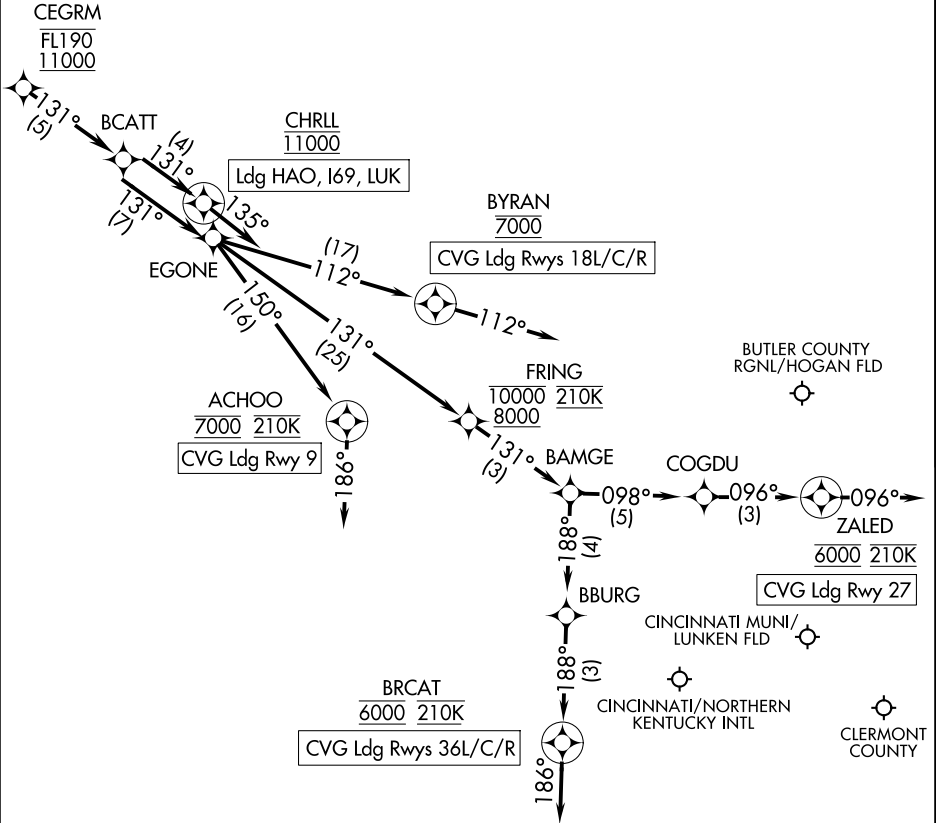 CEGRM
FL190
11000
131°
(5)
BCATT
(4)
131°
CHRLL
11000
Ldg HAO, I69, LUK
135°
131°
(7)
EGONE
BYRAN
7000
CVG Ldg Rwys 18L/C/R
(17)
112°
112°
150°
(16)
131°
(25)
ACHOO
7000 210K
CVG Ldg Rwy 9
186°
FRING
10000 210K
8000
131°
(3)
BUTLER COUNTY
RGNL/HOGAN FLD
BAMGE
098°
(5)
COGDU
096°
(3)
096°
ZALED
6000 210K
CVG Ldg Rwy 27
188°
(4)
BBURG
188°
(3)
CINCINNATI MUNI/
LUNKEN FLD
CINCINNATI/NORTHERN
KENTUCKY INTL
CLERMONT
COUNTY
BRCAT
6000 210K
CVG Ldg Rwys 36L/C/R
186°